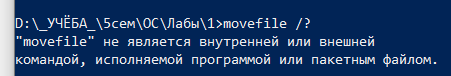 D:\_УЧЁБА_\5сем\ОС\Лабы\1>movefile /?
"movefile" не является внутренней или внешней
командой, исполняемой программой или пакетным файлом.